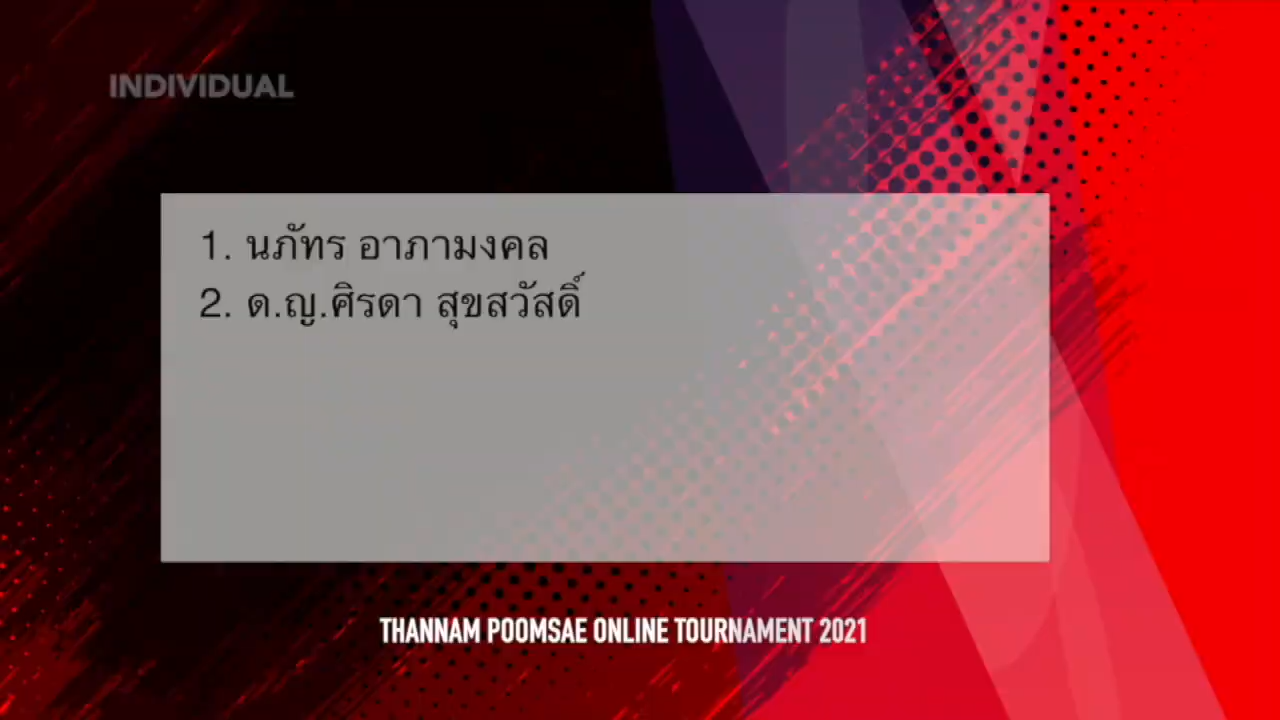 INDIVIDUAL
1. นภัทร อาภามงคล
2. ด.ญ.ศิรดา สุขสวัสดิ์
THANNAM POOMSAE ONLINE TOURNAMENT 2021